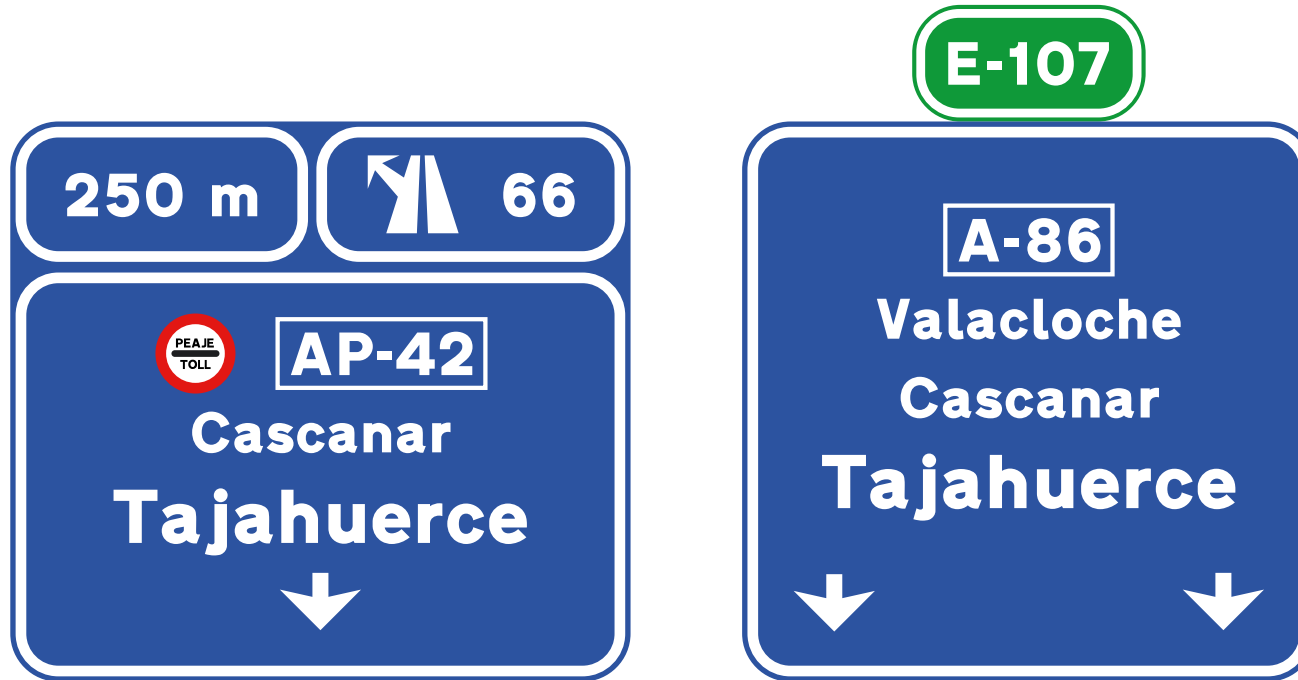 250 m
66
PEAJE
TOLL
AP-42
Cascanar
Tajahuerce
E-107
A-86
Valacloche
Cascanar
Tajahuerce